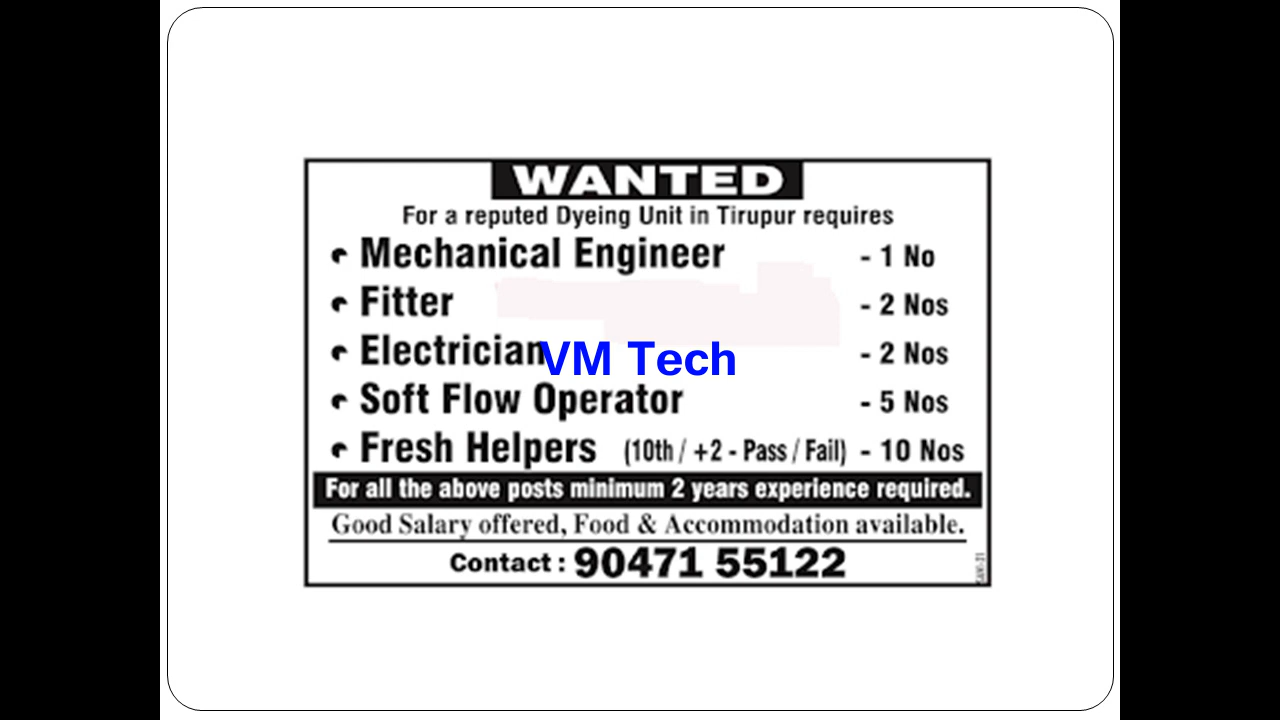 WANTED
For a reputed Dyeing Unit in Tirupur requires
Mechanical Engineer - 1 No
Fitter - 2 Nos
Electrician - 2 Nos
VM Tech
Soft Flow Operator - 5 Nos
Fresh Helpers (10th / +2 - Pass / Fail) - 10 Nos
For all the above posts minimum 2 years experience required.
Good Salary offered, Food & Accommodation available.
Contact : 90471 55122